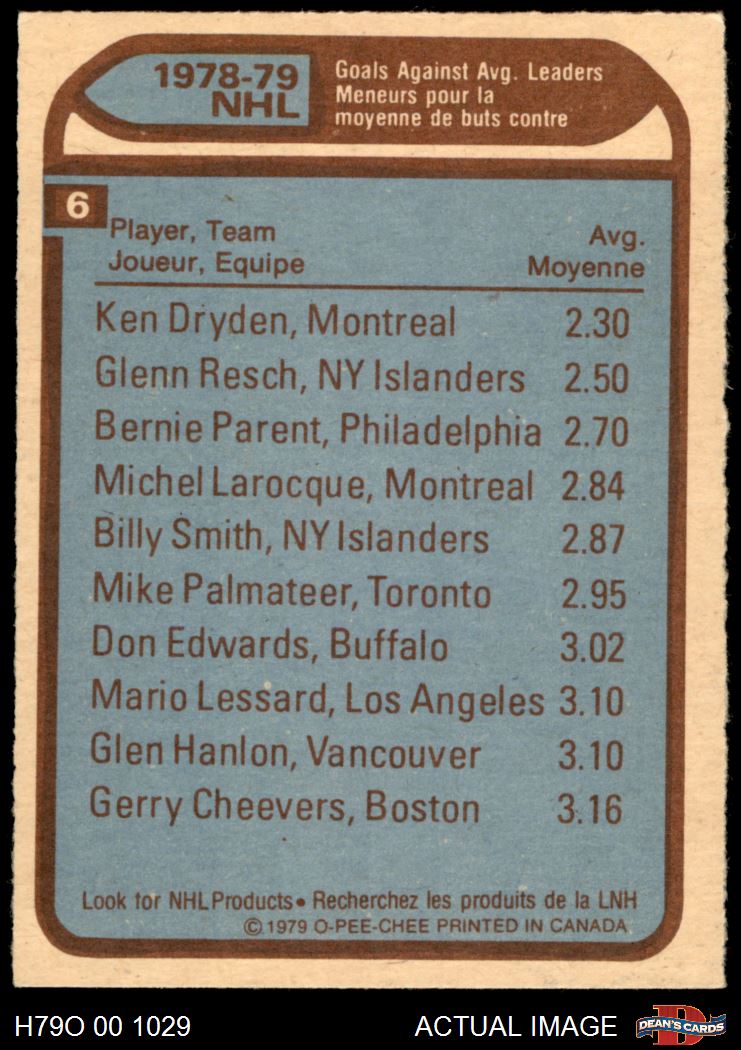 1978-79
NHL
Goals Against Avg. Leaders
Meneurs pour la
moyenne de buts contre
6
Player, Team Avg.
Joueur, Equipe Moyenne
Ken Dryden, Montreal 2.30
Glenn Resch, NY Islanders 2.50
Bernie Parent, Philadelphia 2.70
Michel Larocque, Montreal 2.84
Billy Smith, NY Islanders 2.87
Mike Palmateer, Toronto 2.95
Don Edwards, Buffalo 3.02
Mario Lessard, Los Angeles 3.10
Glen Hanlon, Vancouver 3.10
Gerry Cheevers, Boston 3.16
Look for NHL Products • Recherchez les produits de la LNH
© 1979 O-PEE-CHEE PRINTED IN CANADA
H79O 00 1029 ACTUAL IMAGE
D
DEAN'S CARDS